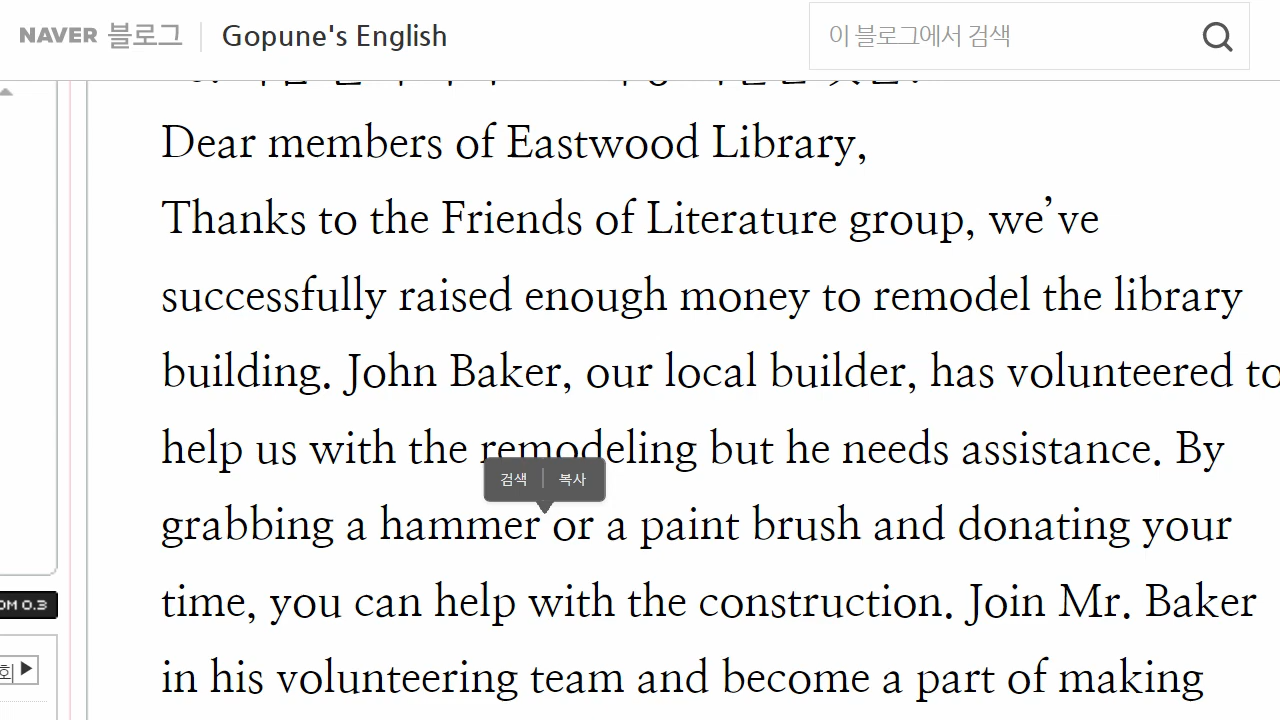 NAVER 블로그 Gopune's English 이 블로그에서 검색
Dear members of Eastwood Library,
Thanks to the Friends of Literature group, we’ve
successfully raised enough money to remodel the library
building. John Baker, our local builder, has volunteered to
help us with the remodeling but he needs assistance. By
검색 복사
grabbing a hammer or a paint brush and donating your
time, you can help with the construction. Join Mr. Baker
in his volunteering team and become a part of making
OM 0.3
회